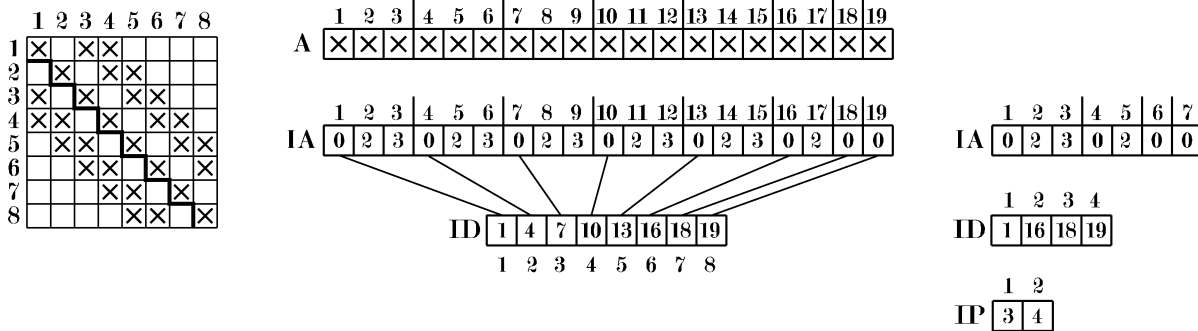 1 2 3 4 5 6 7 8
1 × × ×
2 × × ×
3 × × × ×
4 × × × × ×
5 × × × × ×
6 × × × ×
7 × × ×
8 × × ×
1 2 3 4 5 6 7 8 9 10 11 12 13 14 15 16 17 18 19
A × × × × × × × × × × × × × × × × × × ×
1 2 3 4 5 6 7 8 9 10 11 12 13 14 15 16 17 18 19
IA 0 2 3 0 2 3 0 2 3 0 2 3 0 2 3 0 2 0 0
ID 1 4 7 10 13 16 18 19
1 2 3 4 5 6 7 8
1 2 3 4 5 6 7
IA 0 2 3 0 2 0 0
1 2 3 4
ID 1 16 18 19
1 2
IP 3 4